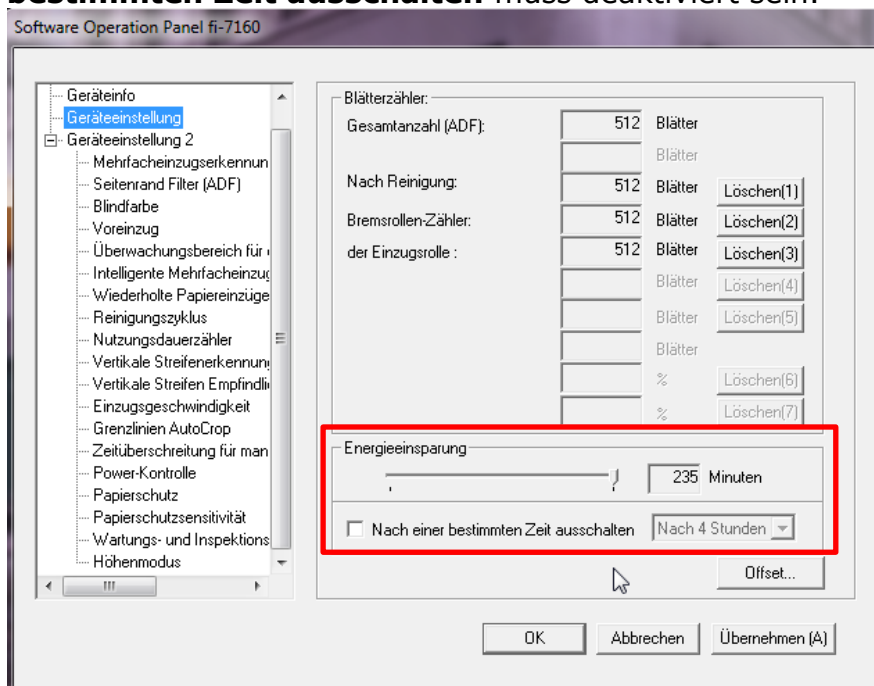 bestimmten Zeit ausschalten muss deaktiviert sein.
Software Operation Panel fi-7160
Geräteinfo
Geräteeinstellung
Geräteeinstellung 2
Mehrfacheinzugserkennun
Seitenrand Filter (ADF)
Blindfarbe
Voreinzug
Überwachungsbereich für
Intelligente Mehrfacheinzug
Wiederholte Papiereinzüge
Reinigungszyklus
Nutzungsdauerzähler
Vertikale Streifenerkennun
Vertikale Streifen Empfindli
Einzugsgeschwindigkeit
Grenzlinien AutoCrop
Zeitüberschreitung für man
Power-Kontrolle
Papierschutz
Papierschutzsensitivität
Wartungs- und Inspektions
Höhenmodus
Blätterzähler:
Gesamtanzahl (ADF): 512 Blätter
Blätter
Nach Reinigung: 512 Blätter Löschen(1)
Bremsrollen-Zähler: 512 Blätter Löschen(2)
der Einzugsrolle : 512 Blätter Löschen(3)
Blätter Löschen(4)
Blätter Löschen(5)
Blätter
% Löschen(6)
% Löschen(7)
Energieeinsparung
235 Minuten
Nach einer bestimmten Zeit ausschalten Nach 4 Stunden
Offset...
OK Abbrechen Übernehmen (A)